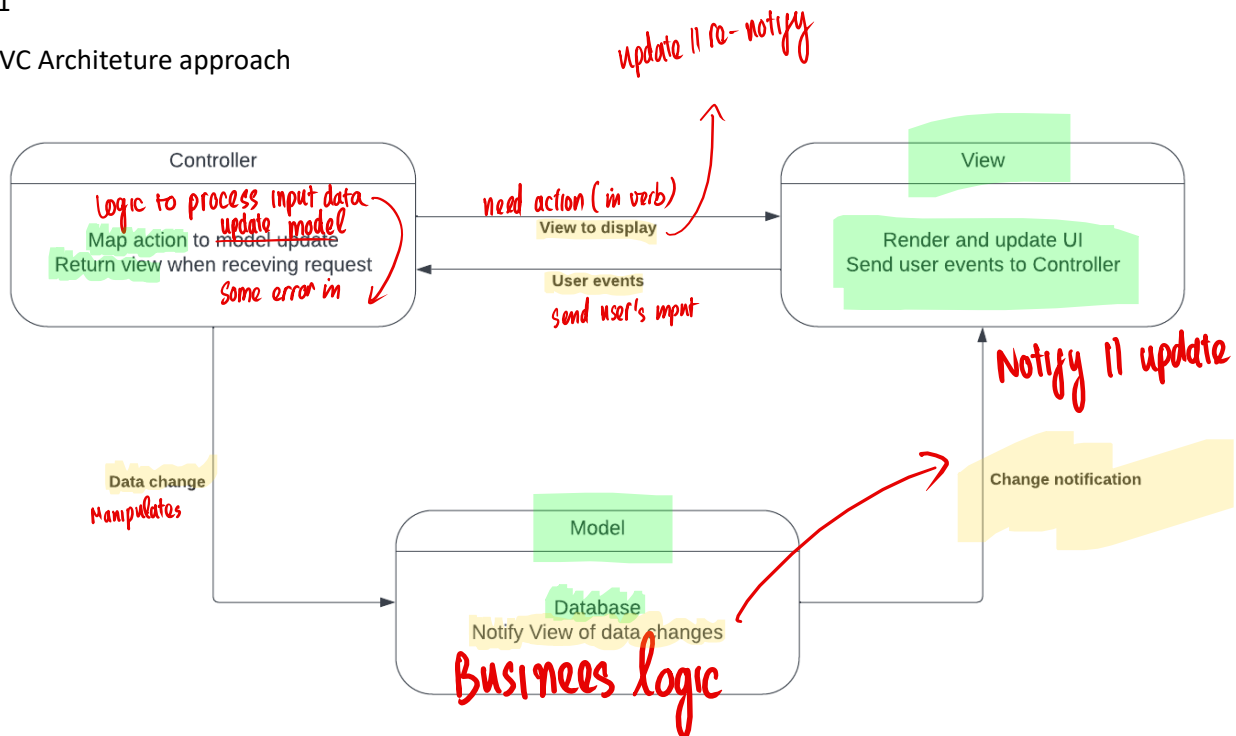 1
VC Architeture approach
update || re-notify
Controller
Logic to process input data
update model
Map action to model update
Return view when receving request
Some error in
need action (in verb)
View to display
User events
Send user's mpnt
View
Render and update UI
Send user events to Controller
Notify || update
Data change
Manipulates
Change notification
Model
Database
Notify View of data changes
Businees logic